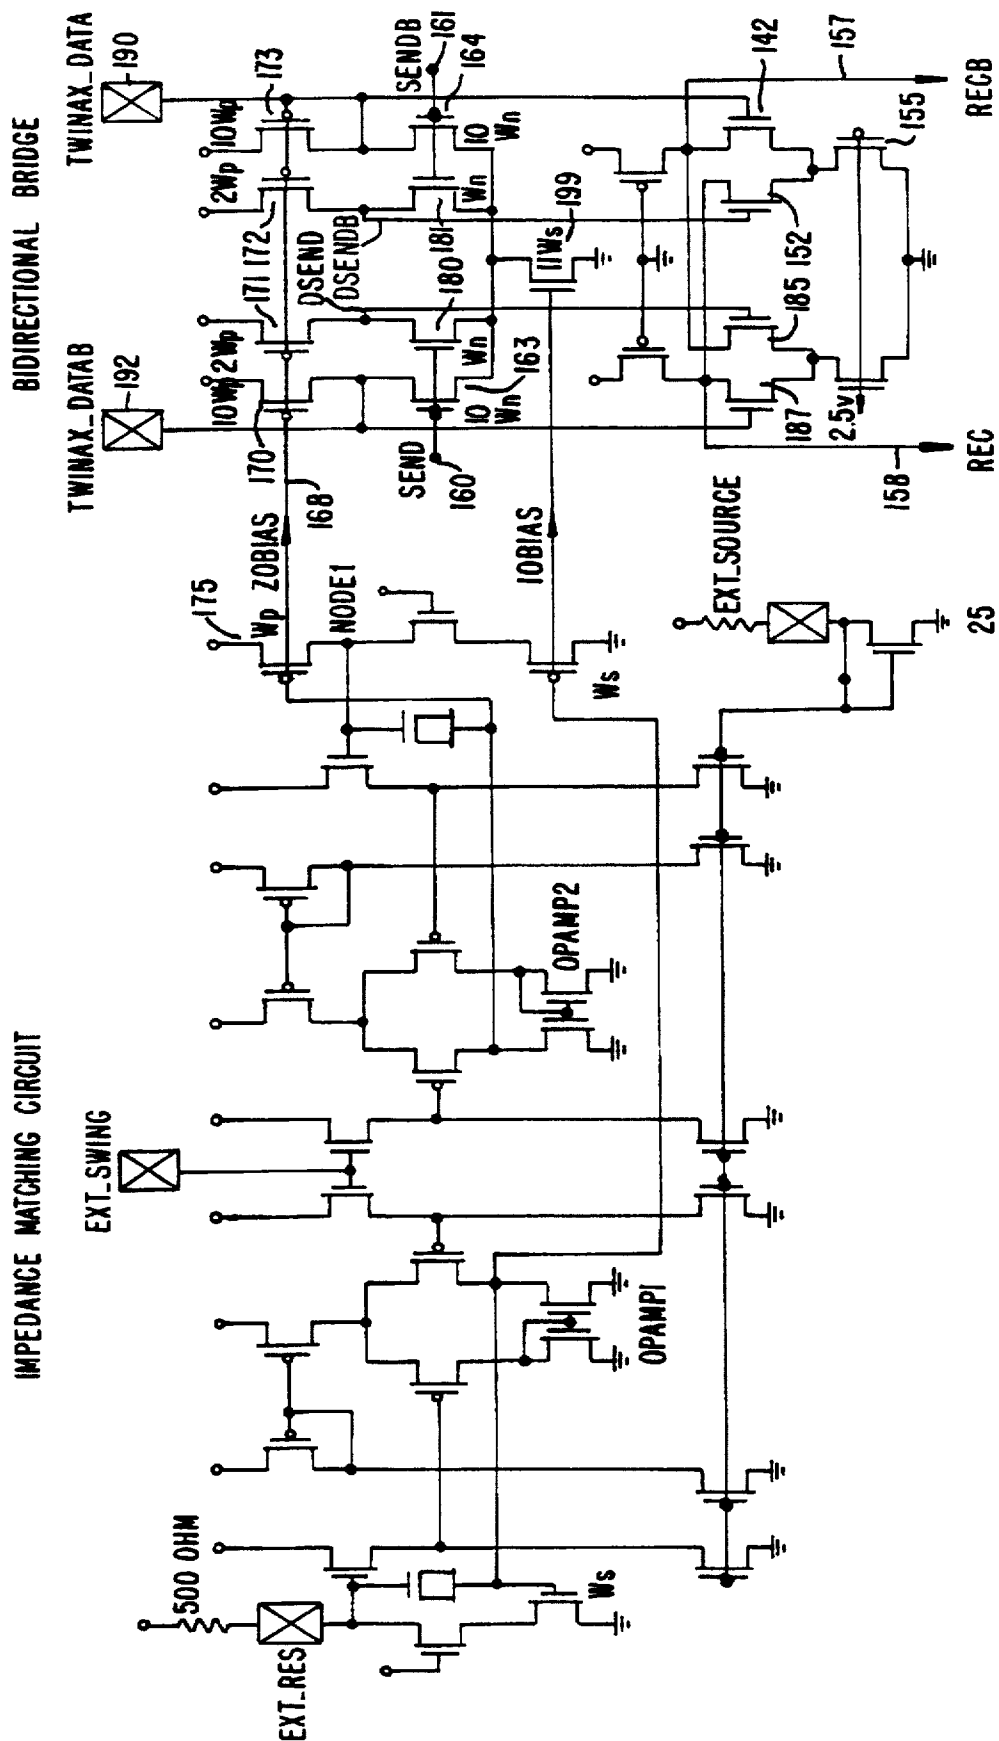 IMPEDANCE MATCHING CIRCUIT
BIDIRECTIONAL BRIDGE
EXT_RES
500 OHM
Ws
OPAMP1
EXT_SWING
OPAMP2
175
Wp
ZOBIAS
168
NODE1
IOBIAS
Ws
EXT_SOURCE
25
TWINAX_DATAB
192
TWINAX_DATA
190
170
10Wp
2Wp
171
172
2Wp
10Wp
173
DSEND
DSENDB
SEND
160
10
Wn
163
Wn
180
181
Wn
10
Wn
SENDB
161
164
11Ws
199
187
185
152
142
157
158
2.5v
155
REC
RECB